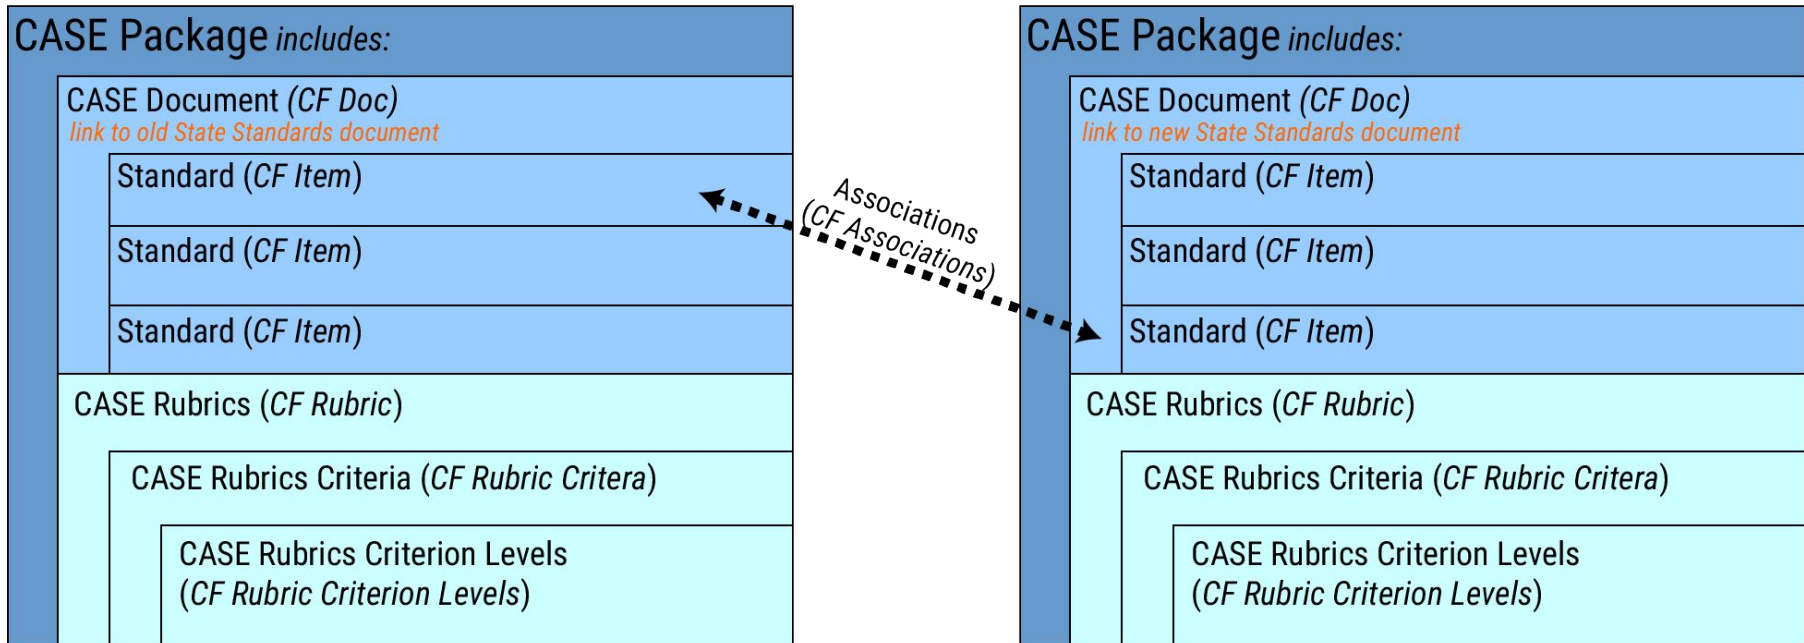 CASE Package includes:
CASE Document (CF Doc)
link to old State Standards document
Standard (CF Item)
Standard (CF Item)
Standard (CF Item)
CASE Rubrics (CF Rubric)
CASE Rubrics Criteria (CF Rubric Critera)
CASE Rubrics Criterion Levels
(CF Rubric Criterion Levels)
Associations
(CF Associations)
CASE Package includes:
CASE Document (CF Doc)
link to new State Standards document
Standard (CF Item)
Standard (CF Item)
Standard (CF Item)
CASE Rubrics (CF Rubric)
CASE Rubrics Criteria (CF Rubric Critera)
CASE Rubrics Criterion Levels
(CF Rubric Criterion Levels)